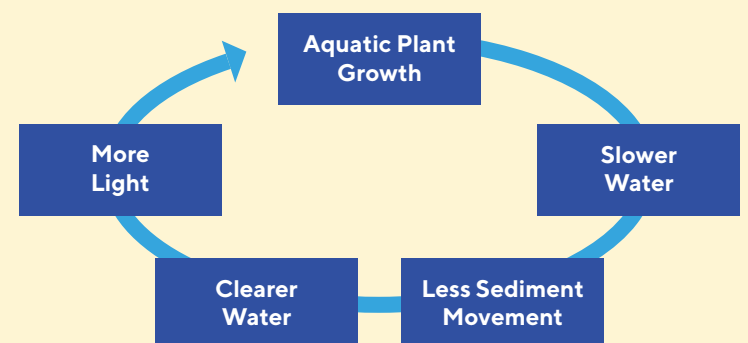 Aquatic Plant
Growth
Slower
Water
Less Sediment
Movement
Clearer
Water
More
Light